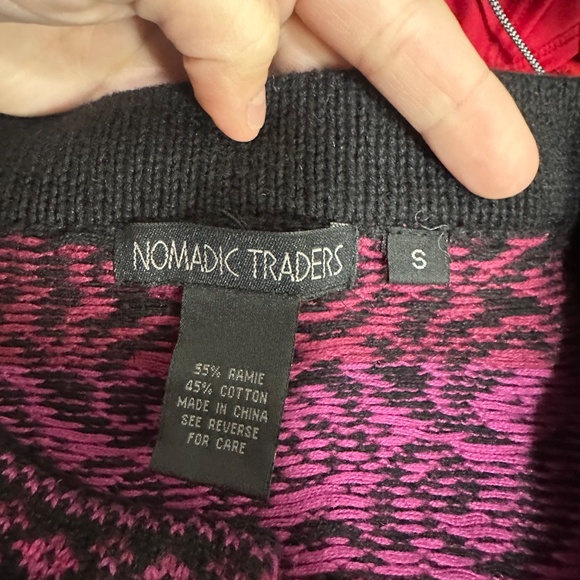 NOMADIC TRADERS
S
55% RAMIE
45% COTTON
MADE IN CHINA
SEE REVERSE
FOR CARE